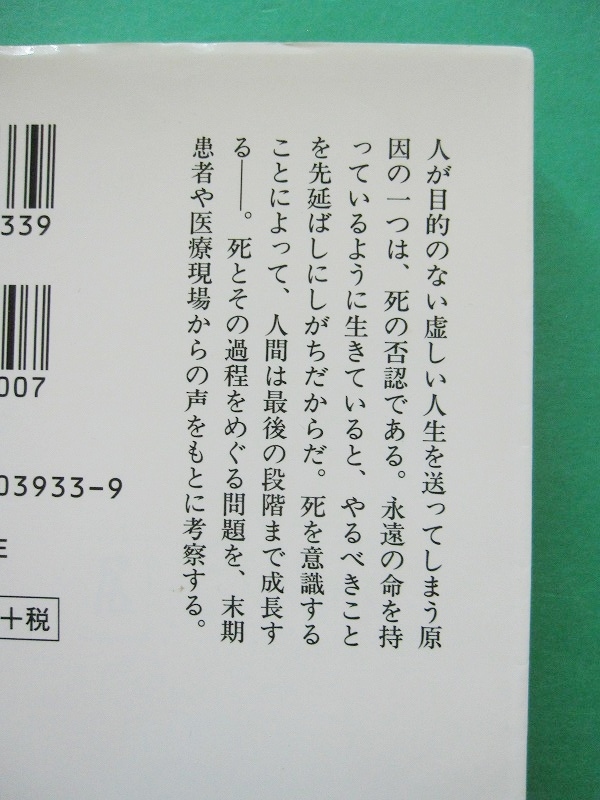 人が目的のない虚しい人生を送ってしまう原
因の一つは、死の否認である。永遠の命を持
っているように生きていると、やるべきこと
を先延ばしにしがちだからだ。死を意識する
ことによって、人間は最後の段階まで成長す
る――。死とその過程をめぐる問題を、末期
患者や医療現場からの声をもとに考察する。
339
007
03933-9
E
+税